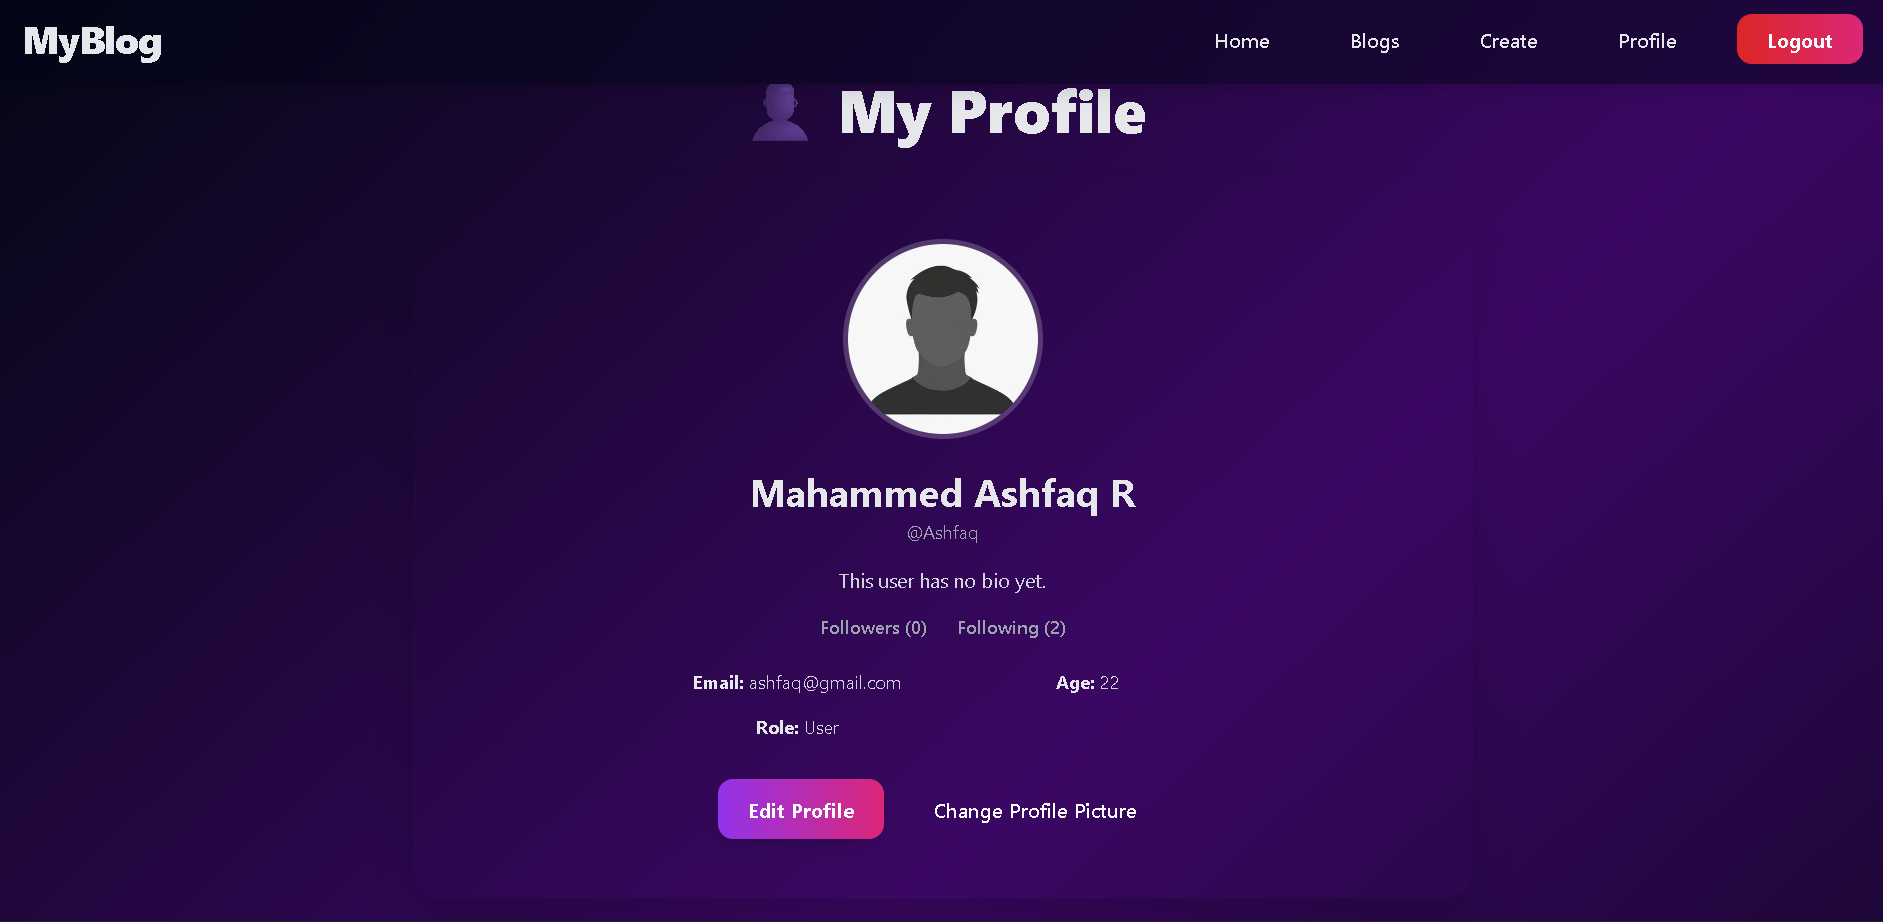 MyBlog
Home Blogs Create Profile Logout
My Profile
Mahammed Ashfaq R
@Ashfaq
This user has no bio yet.
Followers (0) Following (2)
Email: ashfaq@gmail.com Age: 22
Role: User
Edit Profile Change Profile Picture